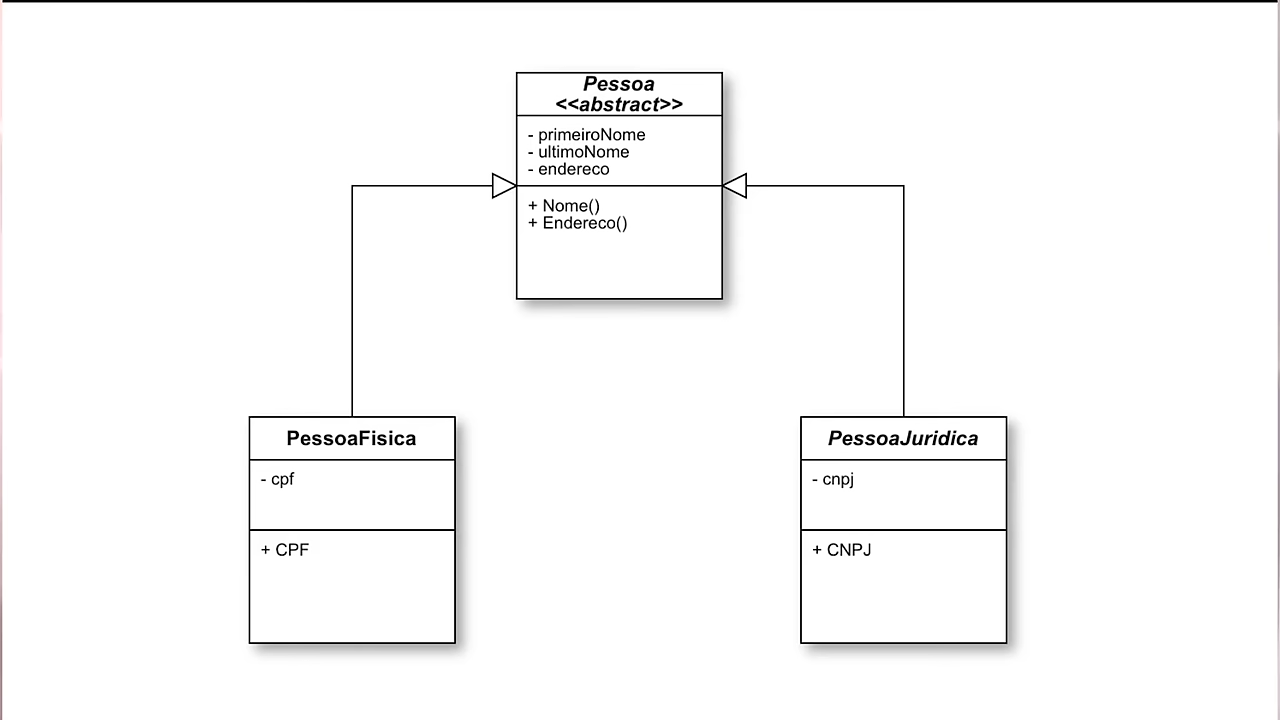 Pessoa
<<abstract>>
- primeiroNome
- ultimoNome
- endereco
+ Nome()
+ Endereco()
PessoaFisica
- cpf
+ CPF
PessoaJuridica
- cnpj
+ CNPJ